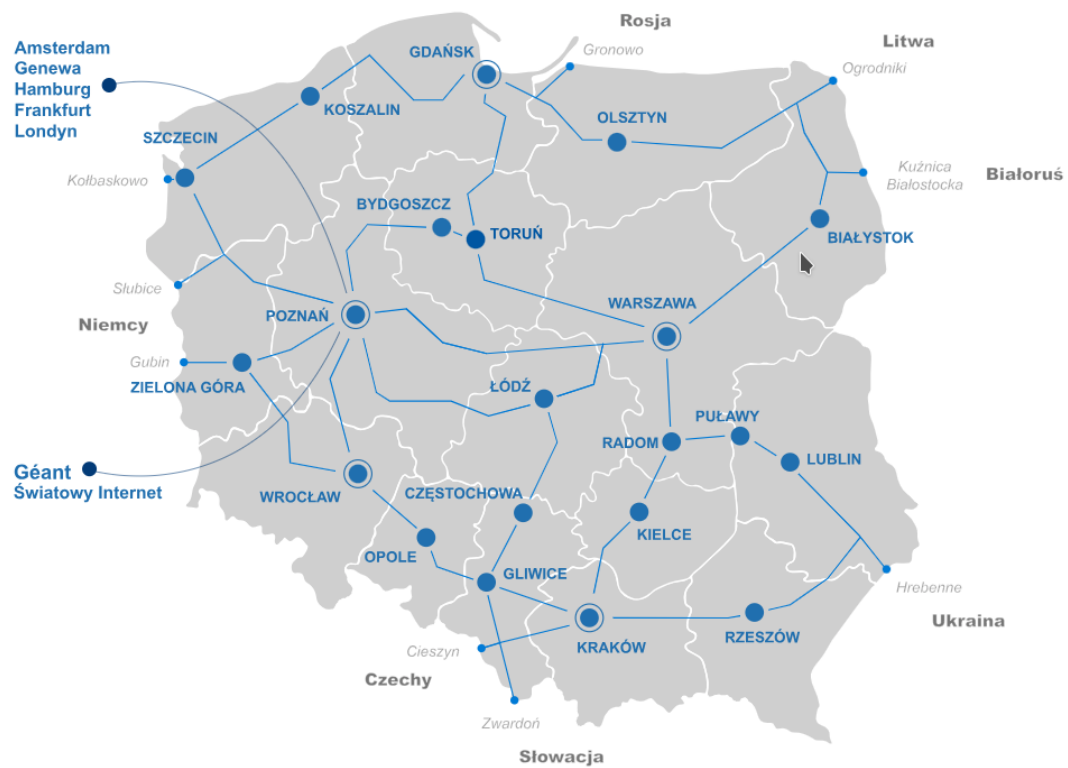 Rosja
Litwa
Amsterdam
Genewa
Hamburg
Frankfurt
Londyn
GDAŃSK
Gronowo
Ogrodniki
KOSZALIN
OLSZTYN
SZCZECIN
Kołbaskowo
Kuźnica
Białostocka
Białoruś
BYDGOSZCZ
TORUŃ
BIAŁYSTOK
Słubice
Niemcy
POZNAŃ
WARSZAWA
Gubin
ZIELONA GÓRA
ŁÓDŹ
PUŁAWY
RADOM
LUBLIN
Géant
Światowy Internet
WROCŁAW
CZĘSTOCHOWA
KIELCE
OPOLE
GLIWICE
Hrebenne
Ukraina
RZESZÓW
KRAKÓW
Cieszyn
Czechy
Zwardoń
Słowacja